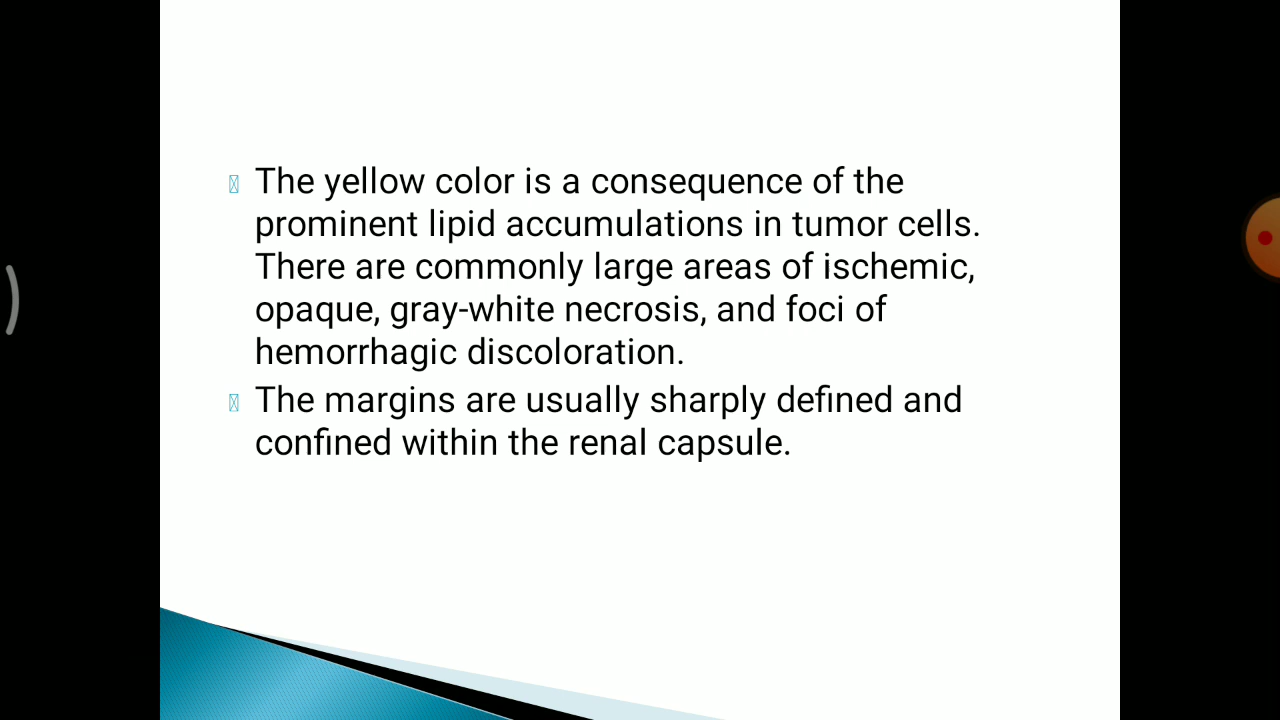 The yellow color is a consequence of the
prominent lipid accumulations in tumor cells.
There are commonly large areas of ischemic,
opaque, gray-white necrosis, and foci of
hemorrhagic discoloration.
The margins are usually sharply defined and
confined within the renal capsule.